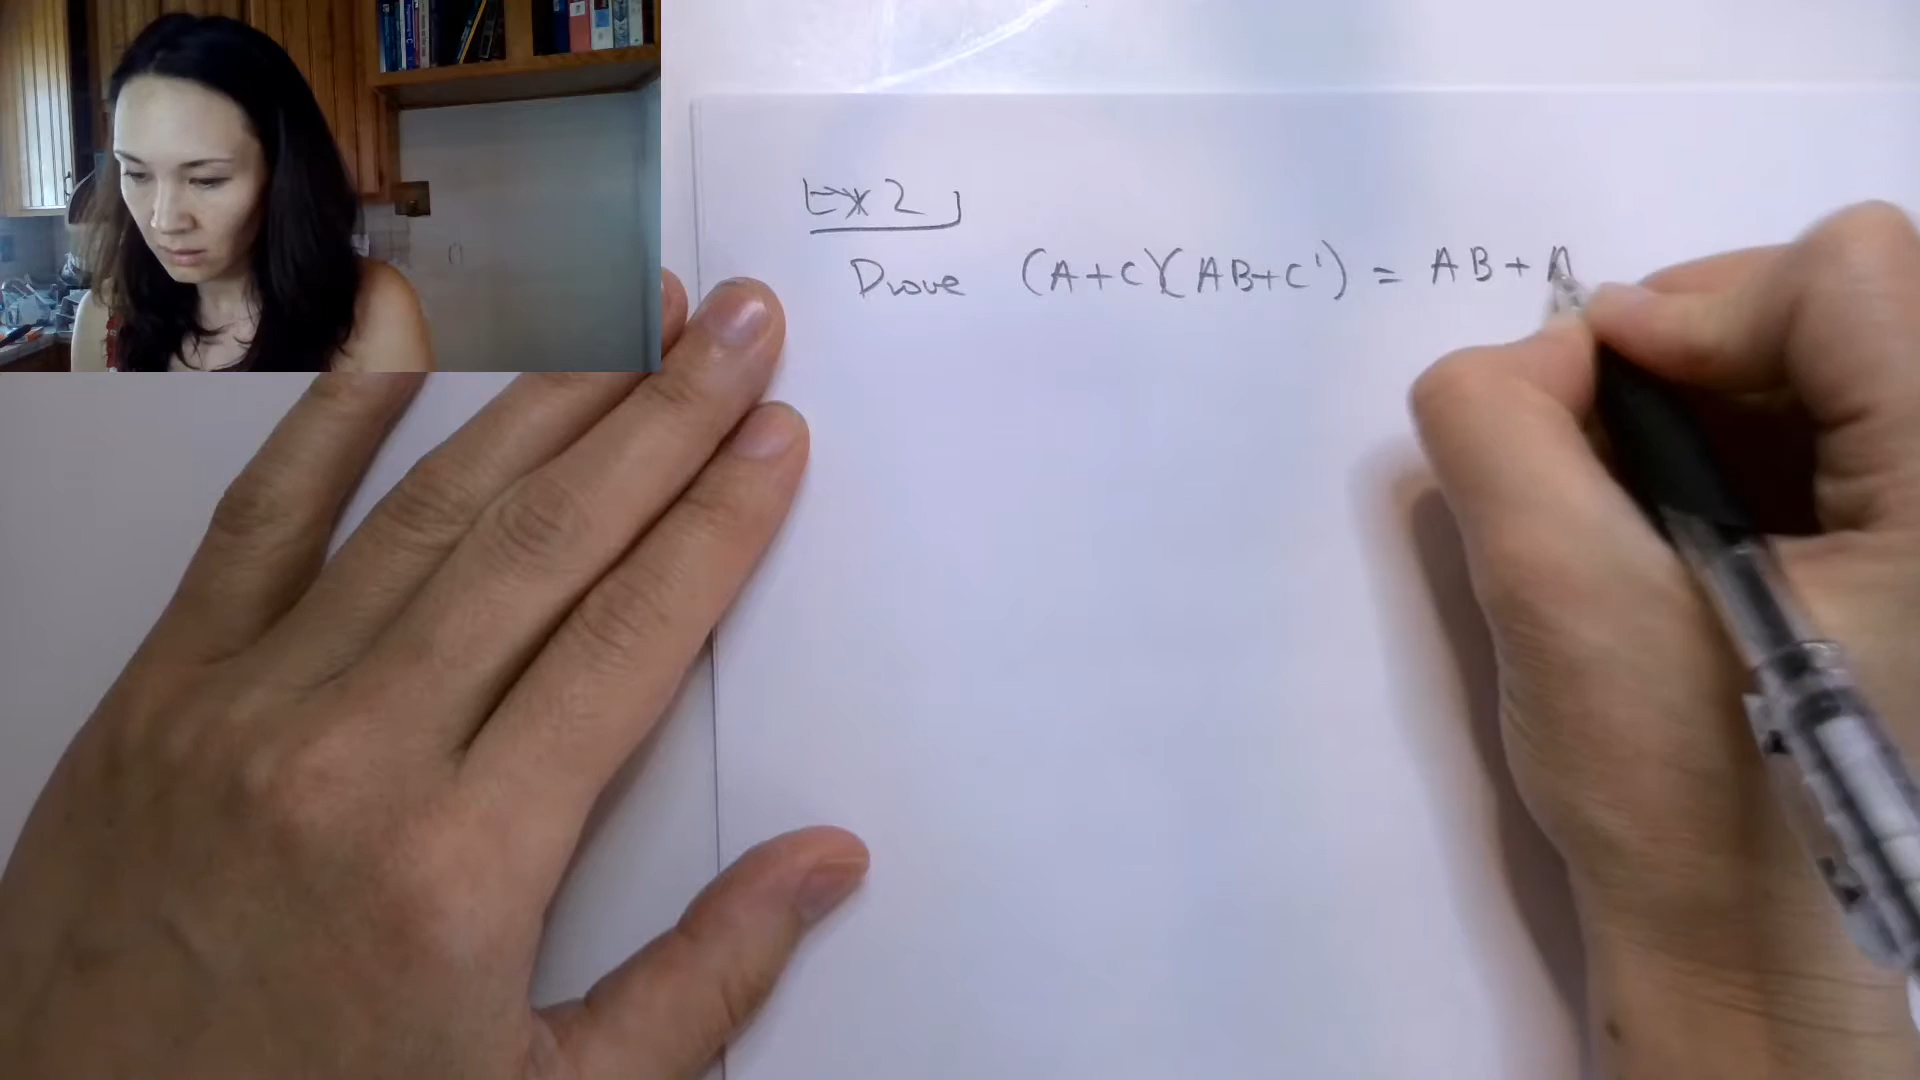 Ex 2
Prove (A+C)(AB+C') = AB + A